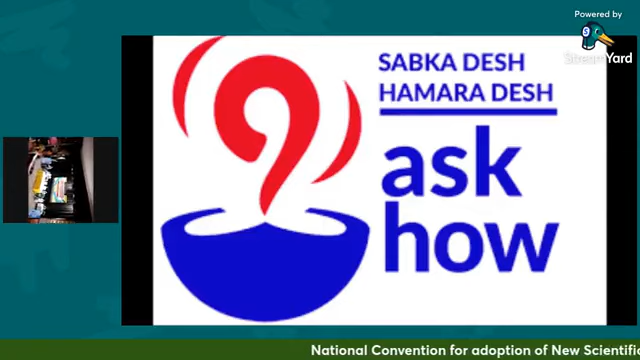 Powered by
StreamYard
SABKA DESH
HAMARA DESH
ask
how
National Convention for adoption of New Scientific